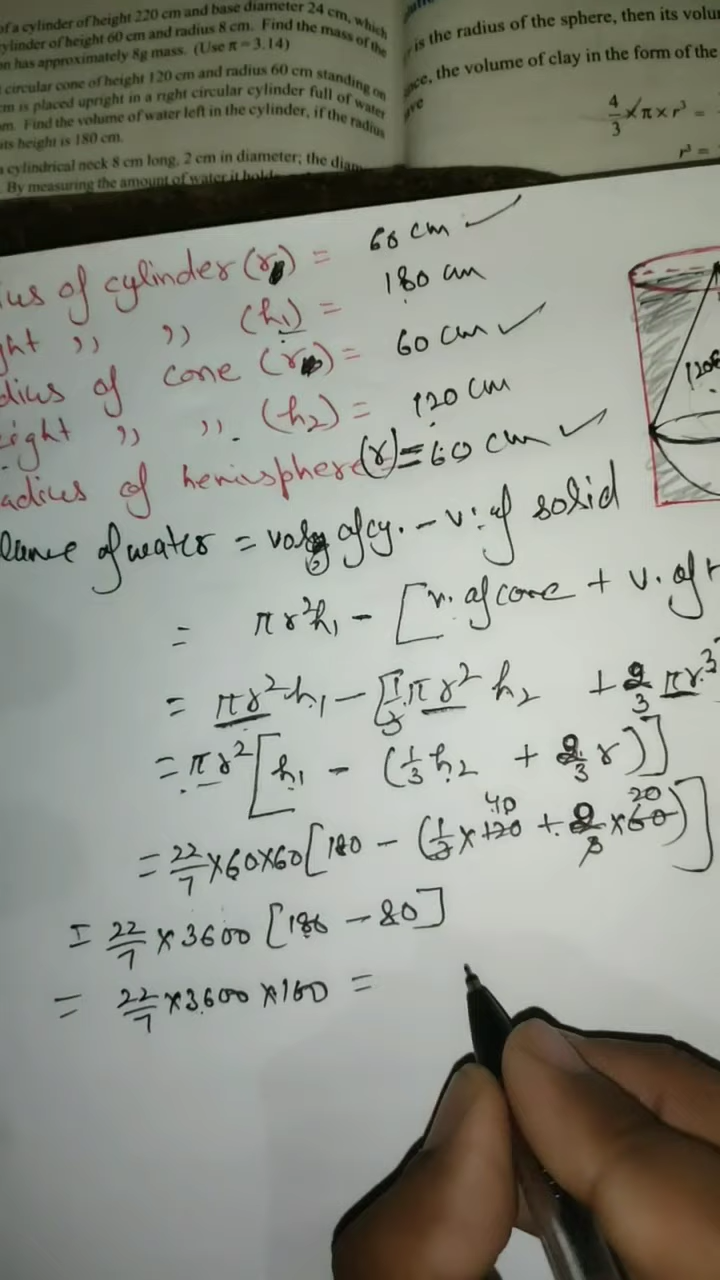 of a cylinder of height 220 cm and base diameter 24 cm, which
cylinder of height 60 cm and radius 8 cm. Find the mass of the
has approximately 8g mass. (Use π = 3.14)
circular cone of height 120 cm and radius 60 cm standing on
cm is placed upright in a right circular cylinder full of water
m. Find the volume of water left in the cylinder, if the radius
its height is 180 cm.
cylindrical neck 8 cm long, 2 cm in diameter; the
By measuring the amount of water it
is the radius of the sphere, then its
the volume of clay in the form of the
4/3 × π × r³ =
r³ =
ius of cylinder (r) = 60 cm ✓
ght ,, ,, (h₁) = 180 cm
dius of cone (r) = 60 cm ✓
eight ,, ,, (h₂) = 120 cm
adius of hemisphere (r) = 60 cm ✓
of water = of cy. - v. of solid
= πr²h₁ - [v. of cone + v. of
= πr²h₁ - [1/3 πr² h₂ + 2/3 πr³
= πr² [h₁ - (1/3 h₂ + 2/3 r)]
= 22/7 × 60 × 60 [180 - (1/3 × 120 40 + 2/3 × 60 20)]
= 22/7 × 3600 [180 - 80]
= 22/7 × 3600 × 100 =
120